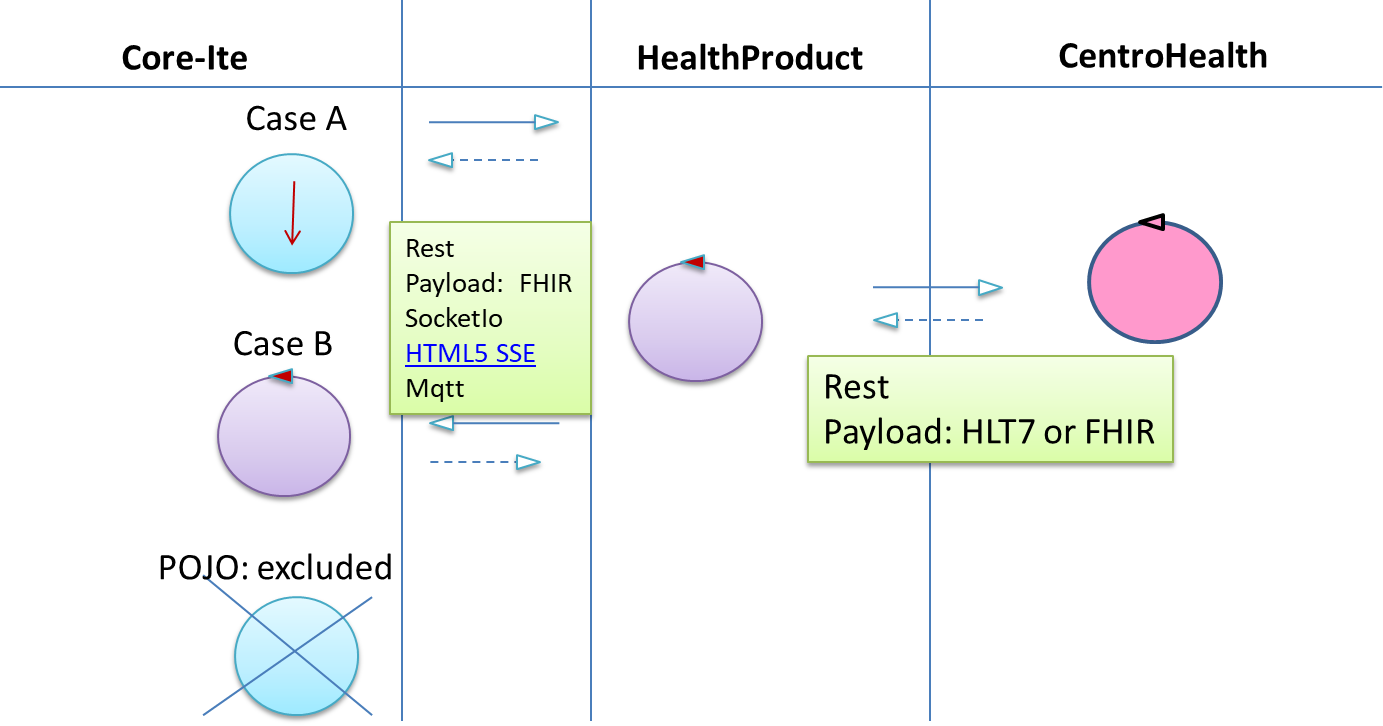 Core-Ite
HealthProduct
CentroHealth
Case A
Rest
Payload: FHIR
SocketIo
HTML5 SSE
Mqtt
Case B
Rest
Payload: HLT7 or FHIR
POJO: excluded